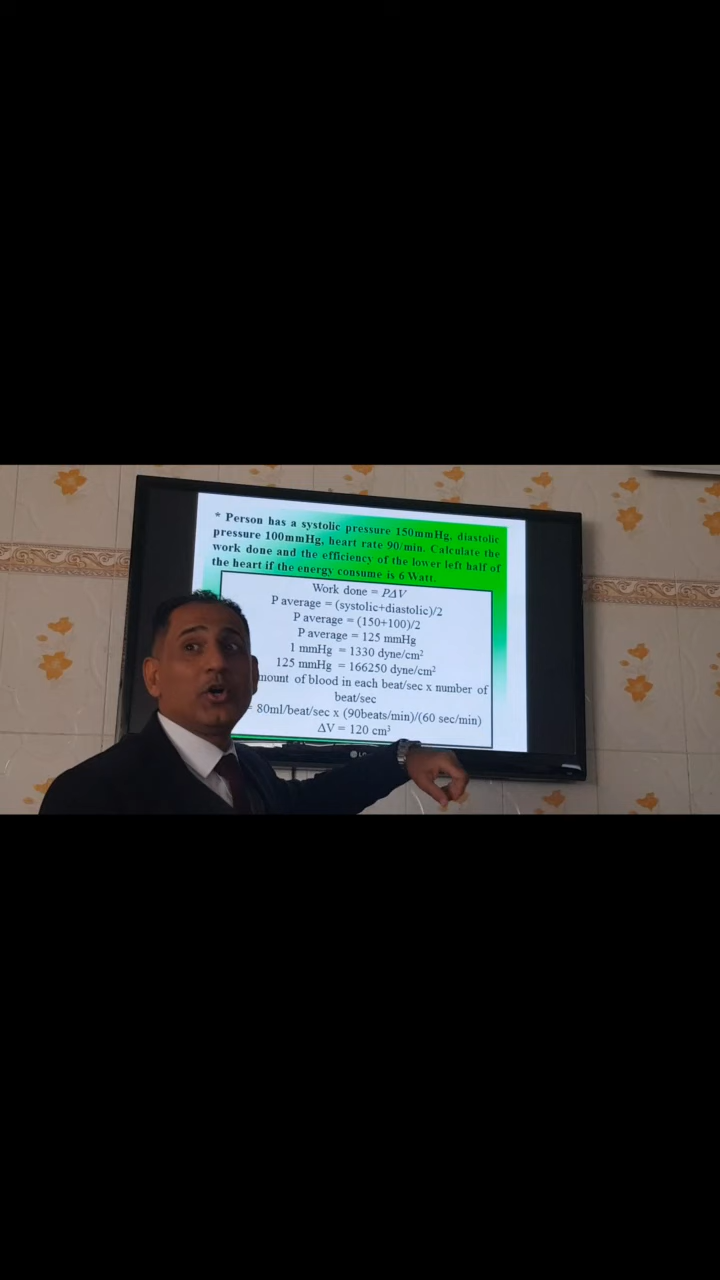 * Person has a systolic pressure 150mmHg, diastolic
pressure 100mmHg, heart rate 90/min. Calculate the
work done and the efficiency of the lower left half of
the heart if the energy consume is 6 Watt.
Work done = PΔV
P average = (systolic+diastolic)/2
P average = (150+100)/2
P average = 125 mmHg
1 mmHg = 1330 dyne/cm²
125 mmHg = 166250 dyne/cm²
mount of blood in each beat/sec x number of
beat/sec
= 80ml/beat/sec x (90beats/min)/(60 sec/min)
ΔV = 120 cm³